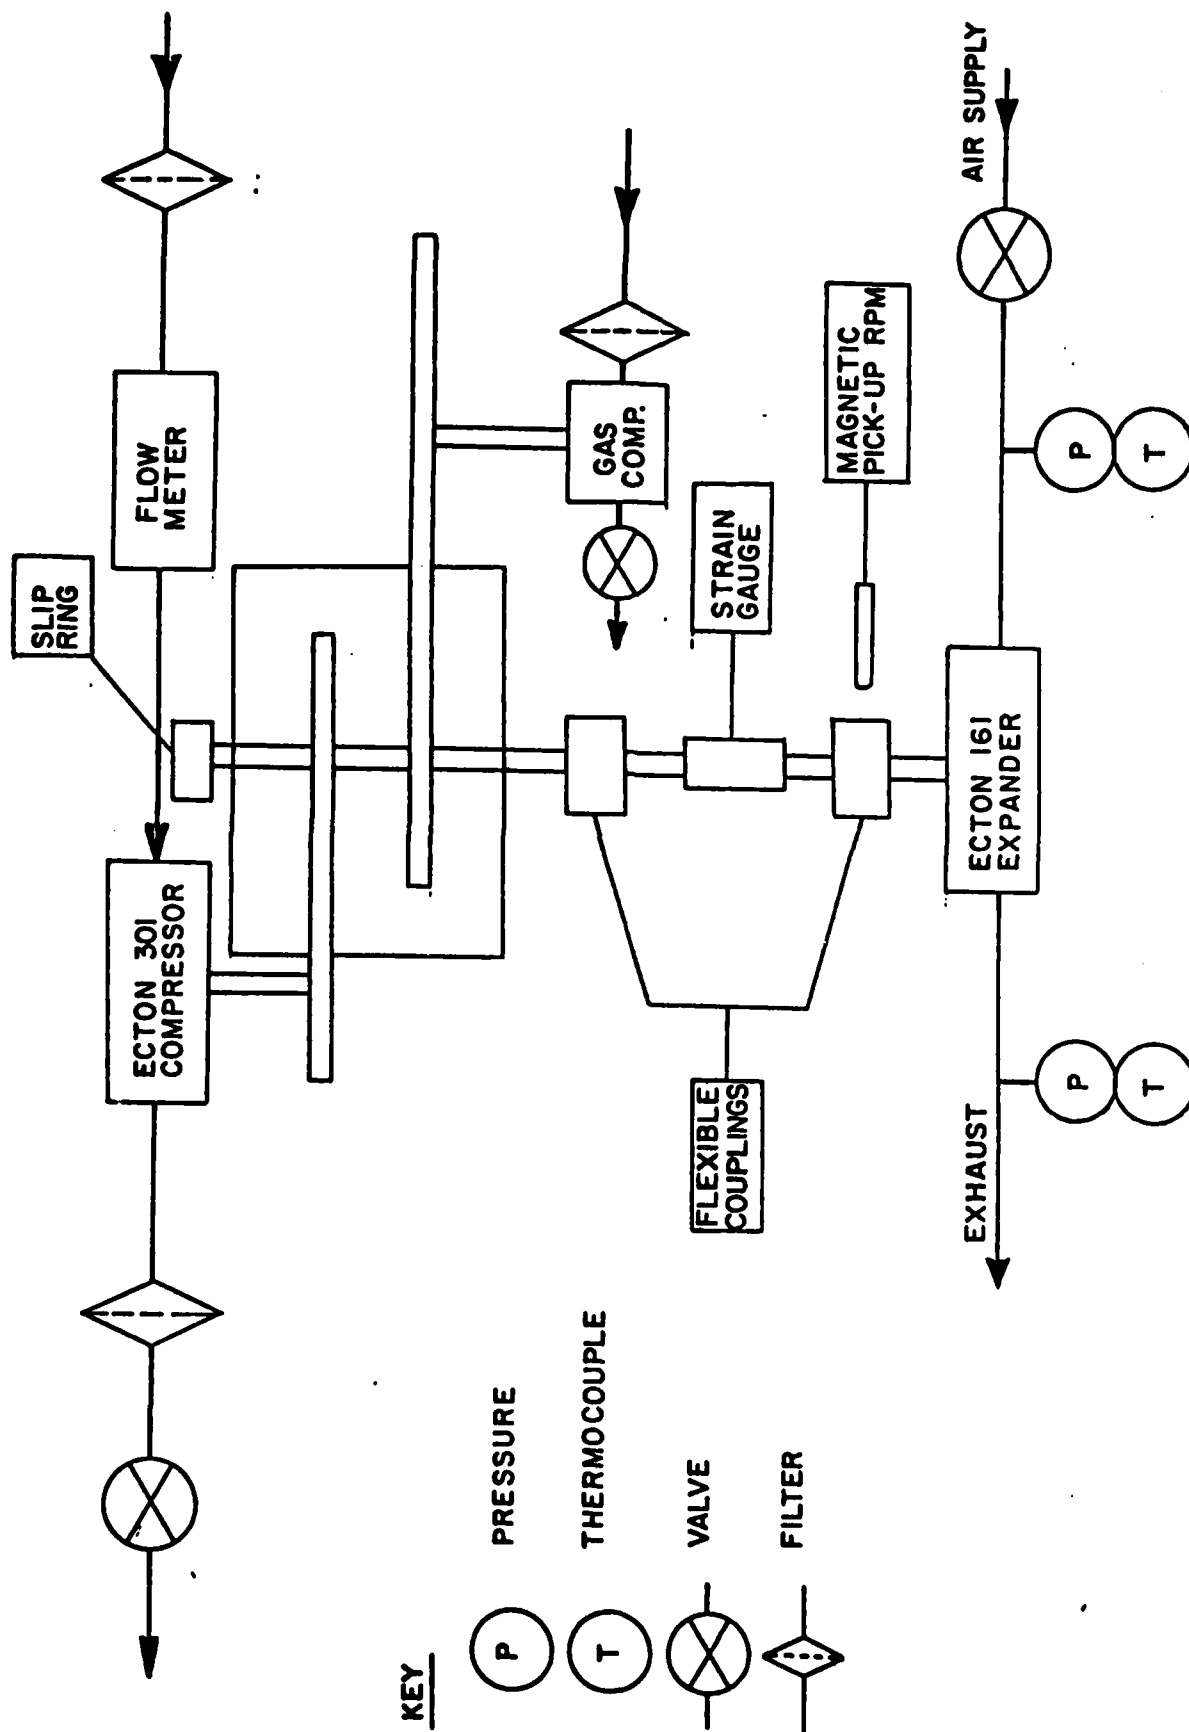 SLIP
RING
FLOW
METER
ECTON 301
COMPRESSOR
GAS
COMP.
STRAIN
GAUGE
FLEXIBLE
COUPLINGS
MAGNETIC
PICK-UP RPM
AIR SUPPLY
ECTON 161
EXPANDER
EXHAUST
P
T
P
T
KEY
P PRESSURE
T THERMOCOUPLE
VALVE
FILTER